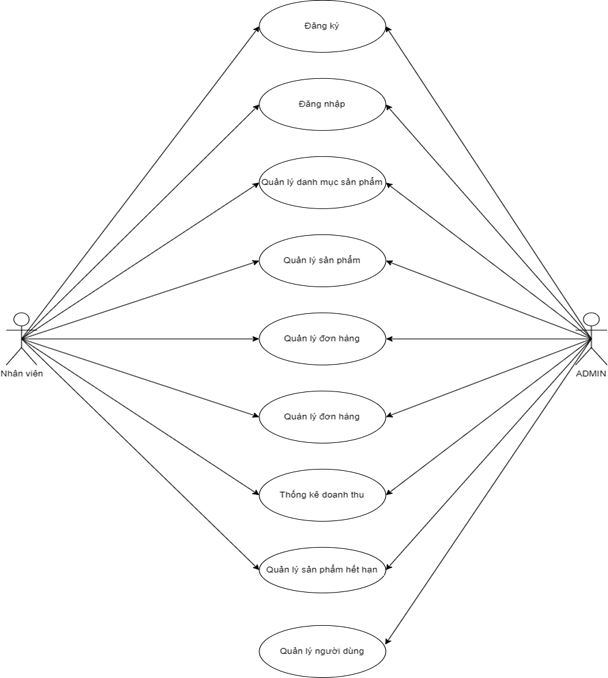 Đăng ký
Đăng nhập
Quản lý danh mục sản phẩm
Quản lý sản phẩm
Quản lý đơn hàng
Nhân viên
ADMIN
Quản lý đơn hàng
Thống kê doanh thu
Quản lý sản phẩm hết hạn
Quản lý người dùng